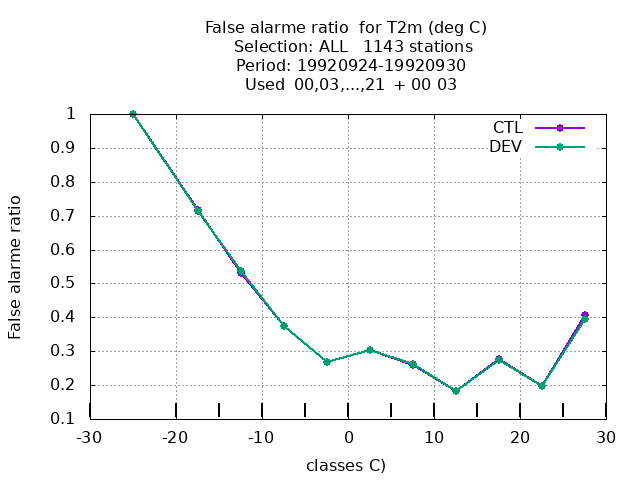 False alarme ratio  for T2m (deg C)
Selection: ALL   1143 stations
Period: 19920924-19920930
Used  00,03,...,21  + 00 03
1
0.9
0.8
0.7
0.6
0.5
0.4
0.3
0.2
0.1
-30
-20
-10
0
10
20
30
CTL
DEV
False alarme ratio
classes C)